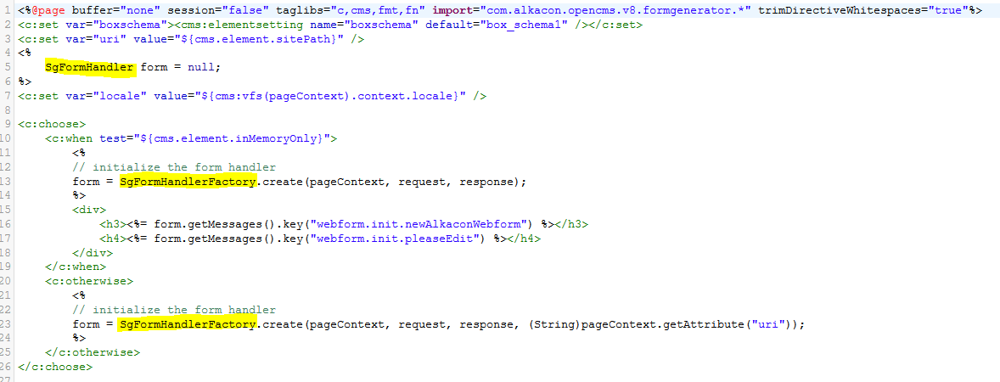 1 <%@page buffer="none" session="false" taglibs="c,cms,fmt,fn" import="com.alkacon.opencms.v8.formgenerator.*" trimDirectiveWhitespaces="true"%>
2 <c:set var="boxschema"><cms:elementsetting name="boxschema" default="box_schema1" /></c:set>
3 <c:set var="uri" value="${cms.element.sitePath}" />
4 <%
5     SgFormHandler form = null;
6 %>
7 <c:set var="locale" value="${cms:vfs(pageContext).context.locale}" />
8
9 <c:choose>
10     <c:when test="${cms.element.inMemoryOnly}">
11         <%
12         // initialize the form handler
13         form = SgFormHandlerFactory.create(pageContext, request, response);
14         %>
15         <div>
16             <h3><%= form.getMessages().key("webform.init.newAlkaconWebform") %></h3>
17             <h4><%= form.getMessages().key("webform.init.pleaseEdit") %></h4>
18         </div>
19     </c:when>
20     <c:otherwise>
21         <%
22         // initialize the form handler
23         form = SgFormHandlerFactory.create(pageContext, request, response, (String)pageContext.getAttribute("uri"));
24         %>
25     </c:otherwise>
26 </c:choose>
27